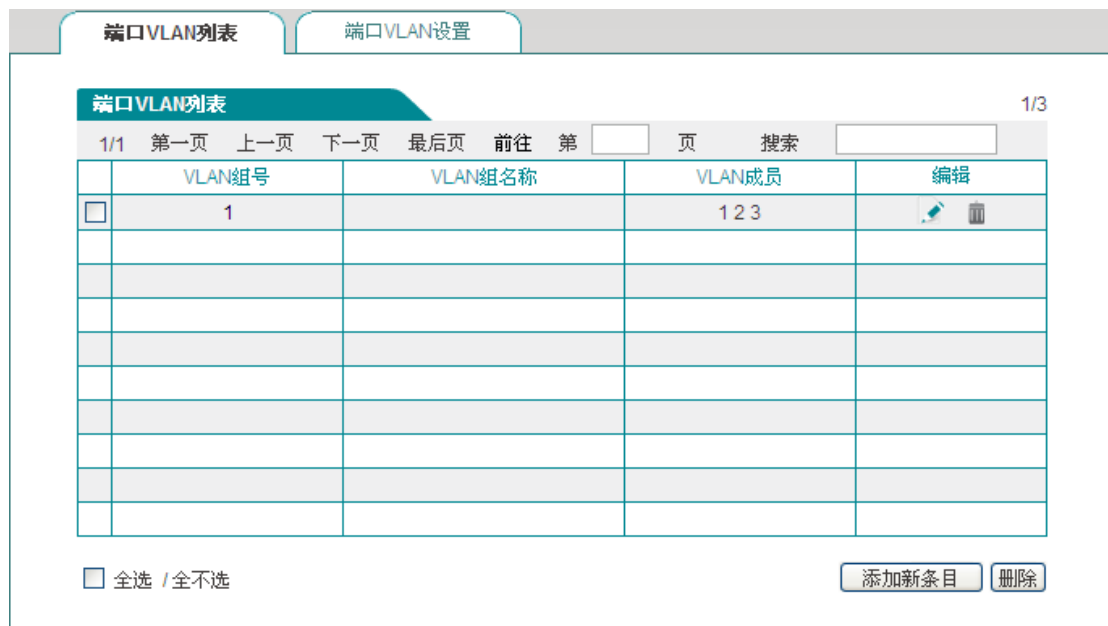 端口VLAN列表 端口VLAN设置
端口VLAN列表 1/3
1/1 第一页 上一页 下一页 最后页 前往 第 页 搜索
VLAN组号 VLAN组名称 VLAN成员 编辑
1 1 2 3
全选 / 全不选 添加新条目 删除